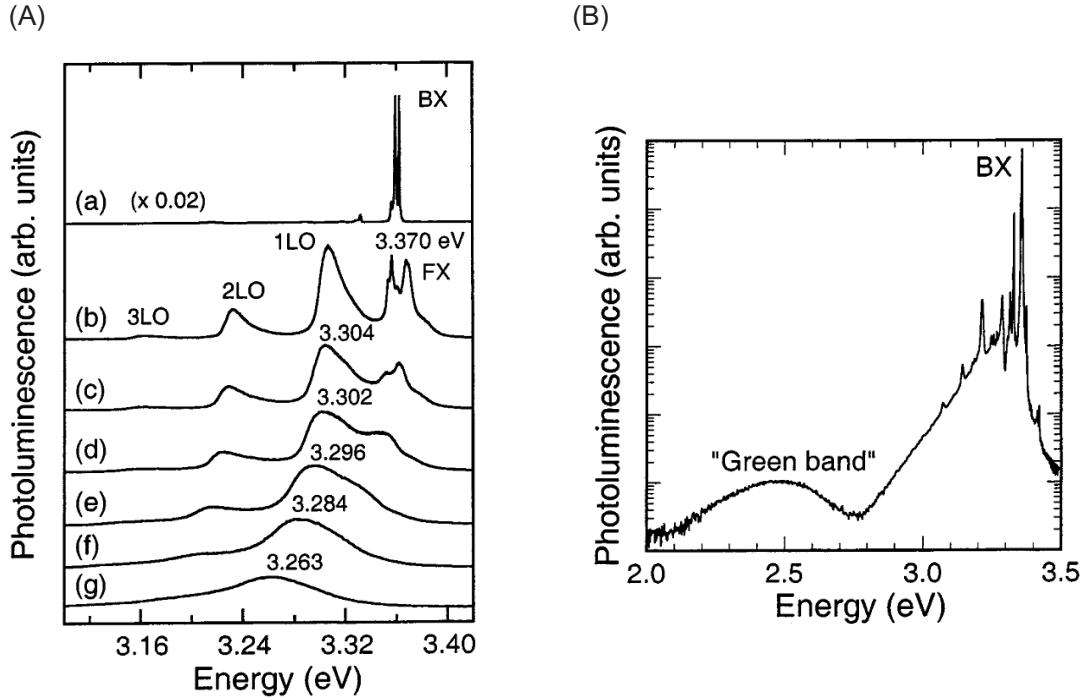 (A)
Photoluminescence (arb. units)
BX
(a) (x 0.02)
1LO 3.370 eV
FX
2LO
3LO
(b)
3.304
(c)
3.302
(d)
3.296
(e)
3.284
(f)
3.263
(g)
3.16 3.24 3.32 3.40
Energy (eV)
(B)
Photoluminescence (arb. units)
BX
"Green band"
2.0 2.5 3.0 3.5
Energy (eV)